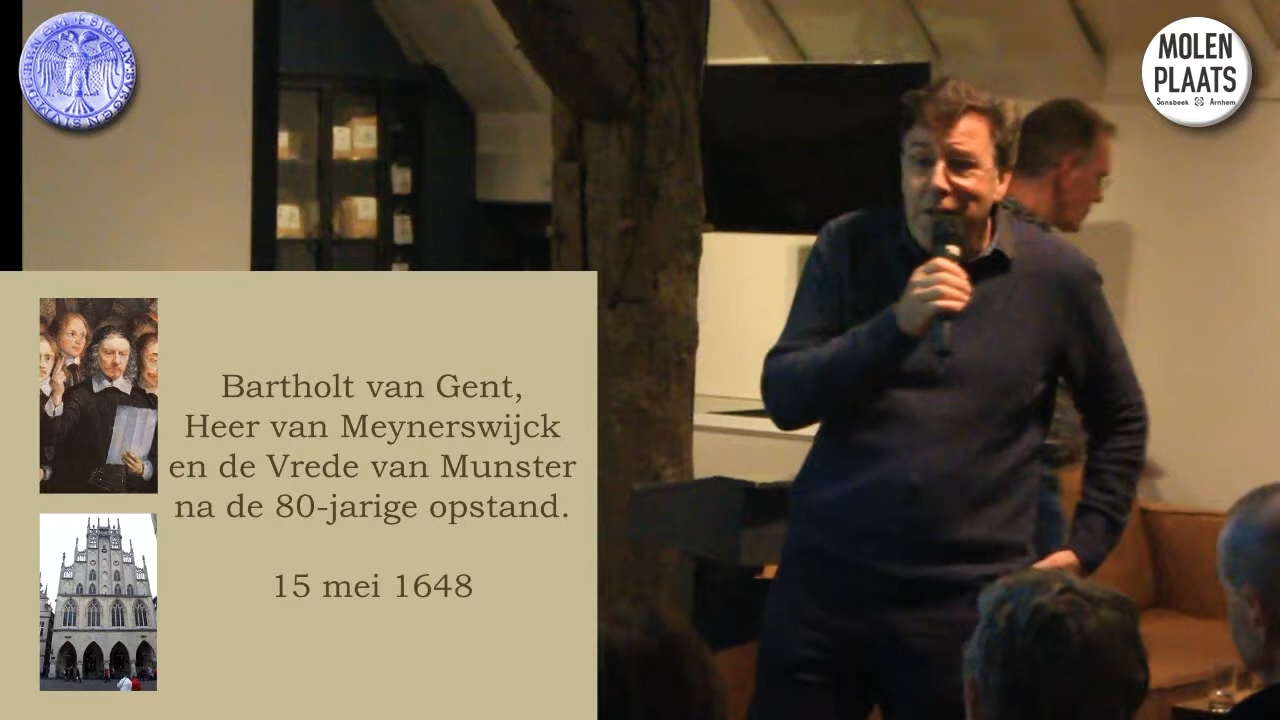 MOLEN
PLAATS
Sonsbeek Arnhem
Bartholt van Gent,
Heer van Meynerswijck
en de Vrede van Munster
na de 80-jarige opstand.
15 mei 1648